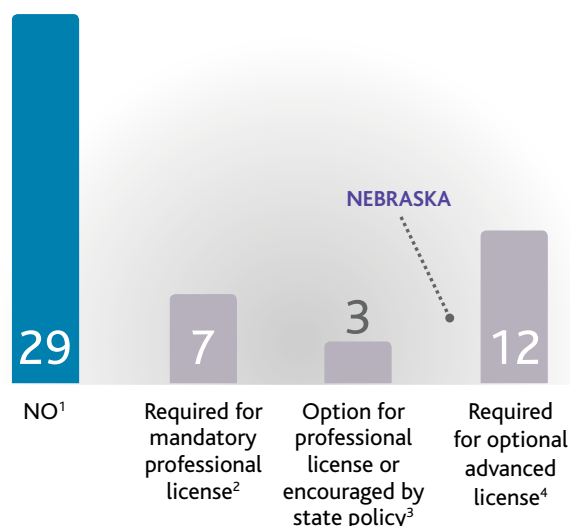 NEBRASKA
29
7
3
12
NO¹
Required for
mandatory
professional
license²
Option for
professional
license or
encouraged by
state policy³
Required
for optional
advanced
license⁴